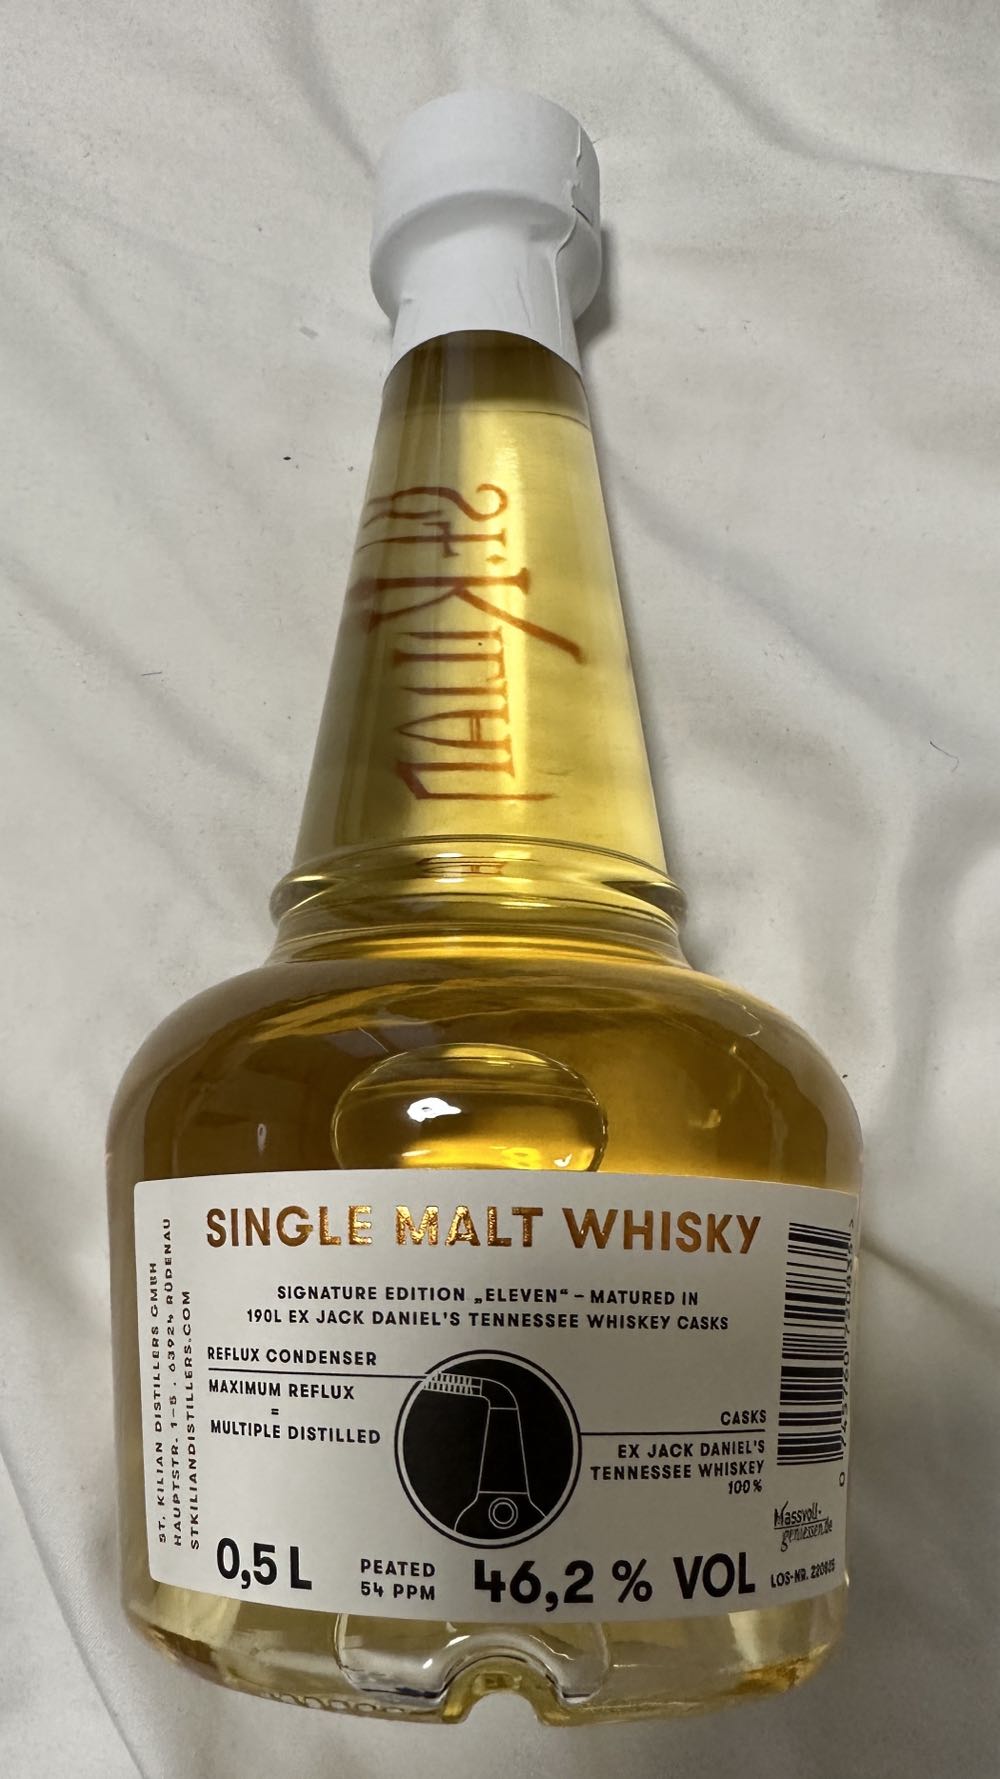 ST. KILIAN
SINGLE MALT WHISKY
SIGNATURE EDITION „ELEVEN“ – MATURED IN
190L EX JACK DANIEL'S TENNESSEE WHISKEY CASKS
REFLUX CONDENSER
MAXIMUM REFLUX
=
MULTIPLE DISTILLED
CASKS
EX JACK DANIEL'S
TENNESSEE WHISKEY
100 %
0,5 L
PEATED
54 PPM
46,2 % VOL
ST. KILIAN DISTILLERS GMBH
HAUPTSTR. 1–5 . 63924 RÜDENAU
STKILIANDISTILLERS.COM
Massvoll-
geniessen.de
LOS-NR.